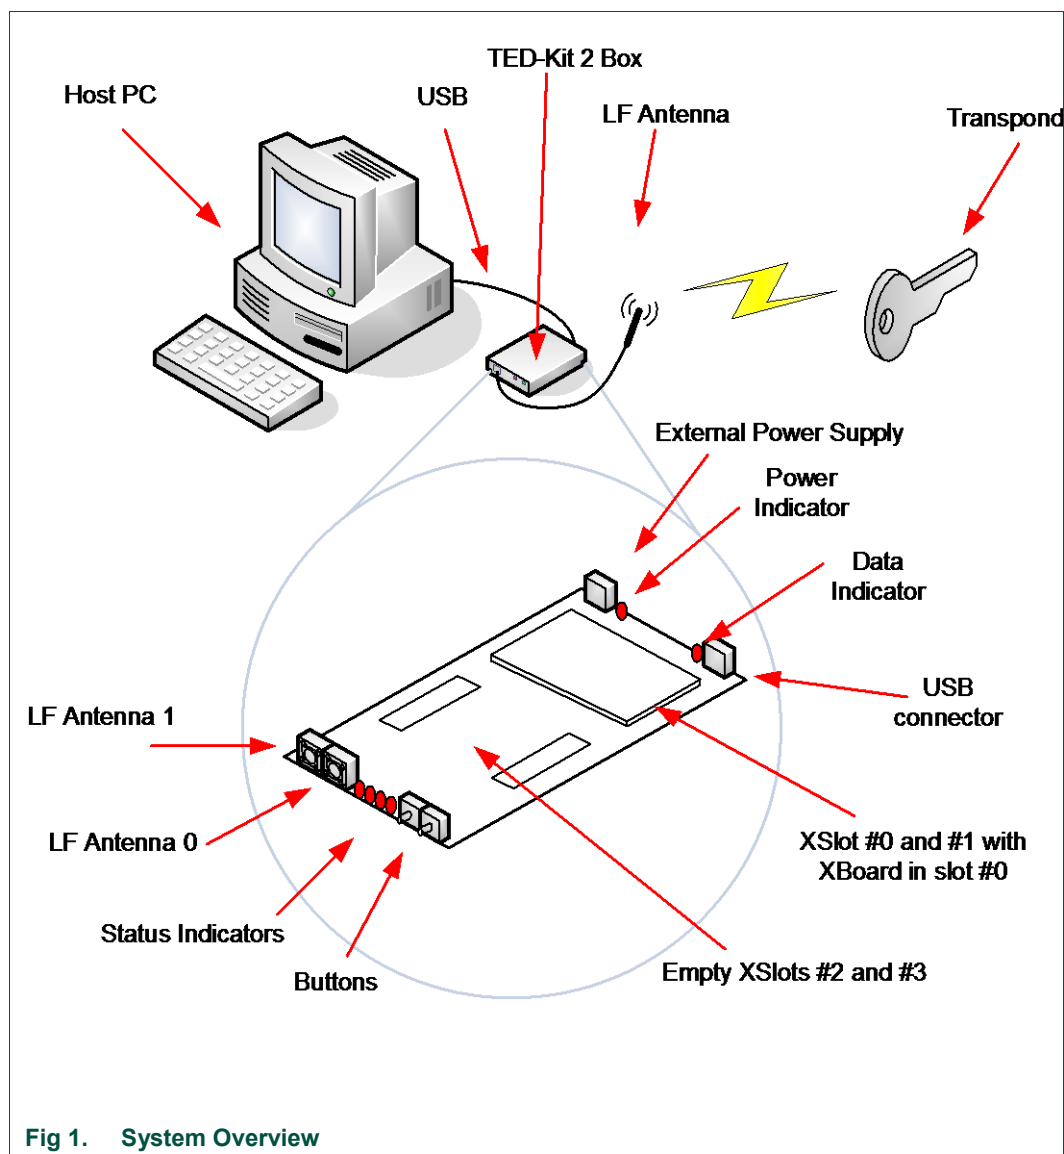 TED-Kit 2 Box
Host PC
USB
LF Antenna
Transpond
External Power Supply
Power
Indicator
Data
Indicator
USB
connector
LF Antenna 1
LF Antenna 0
XSlot #0 and #1 with
XBoard in slot #0
Status Indicators
Buttons
Empty XSlots #2 and #3
Fig 1. System Overview